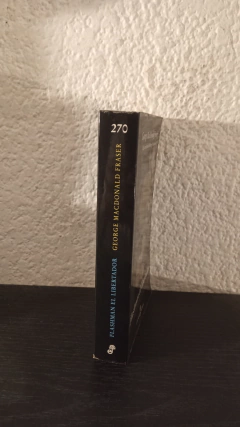 270
GEORGE MACDONALD FRASER
FLASHMAN EL LIBERTADOR